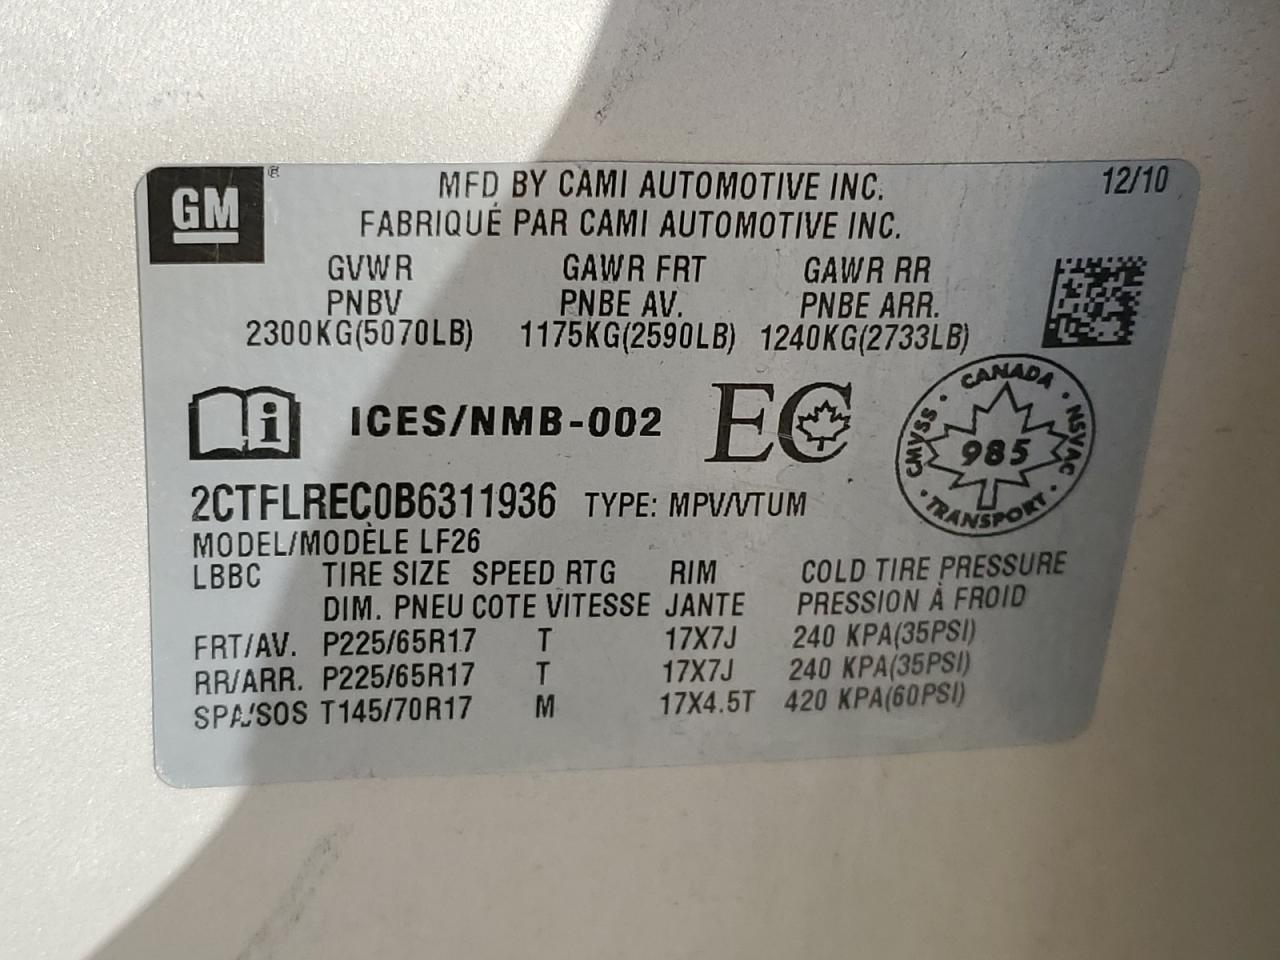 GM ®
MFD BY CAMI AUTOMOTIVE INC.
12/10
FABRIQUÉ PAR CAMI AUTOMOTIVE INC.
GVWR GAWR FRT GAWR RR
PNBV PNBE AV. PNBE ARR.
2300KG(5070LB) 1175KG(2590LB) 1240KG(2733LB)
i ICES/NMB-002 EC
CANADA
CMVSS · NSVAC
985
TRANSPORT
2CTFLREC0B6311936 TYPE: MPV/VTUM
MODEL/MODÈLE LF26
LBBC TIRE SIZE SPEED RTG RIM COLD TIRE PRESSURE
DIM. PNEU COTE VITESSE JANTE PRESSION À FROID
FRT/AV. P225/65R17 T 17X7J 240 KPA(35PSI)
RR/ARR. P225/65R17 T 17X7J 240 KPA(35PSI)
SPA/SOS T145/70R17 M 17X4.5T 420 KPA(60PSI)